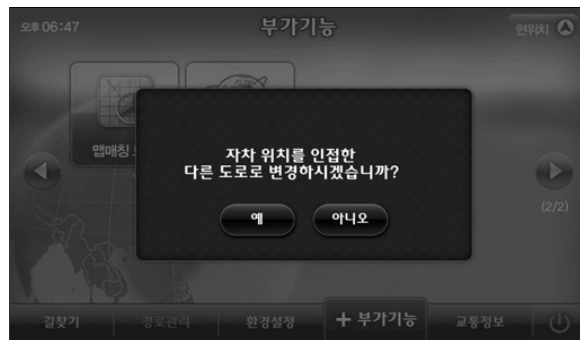 오후 06:47
부가기능
현위치
맵매칭
자차 위치를 인접한
다른 도로로 변경하시겠습니까?
예
아니오
(2/2)
길찾기
경로관리
환경설정
+ 부가기능
교통정보